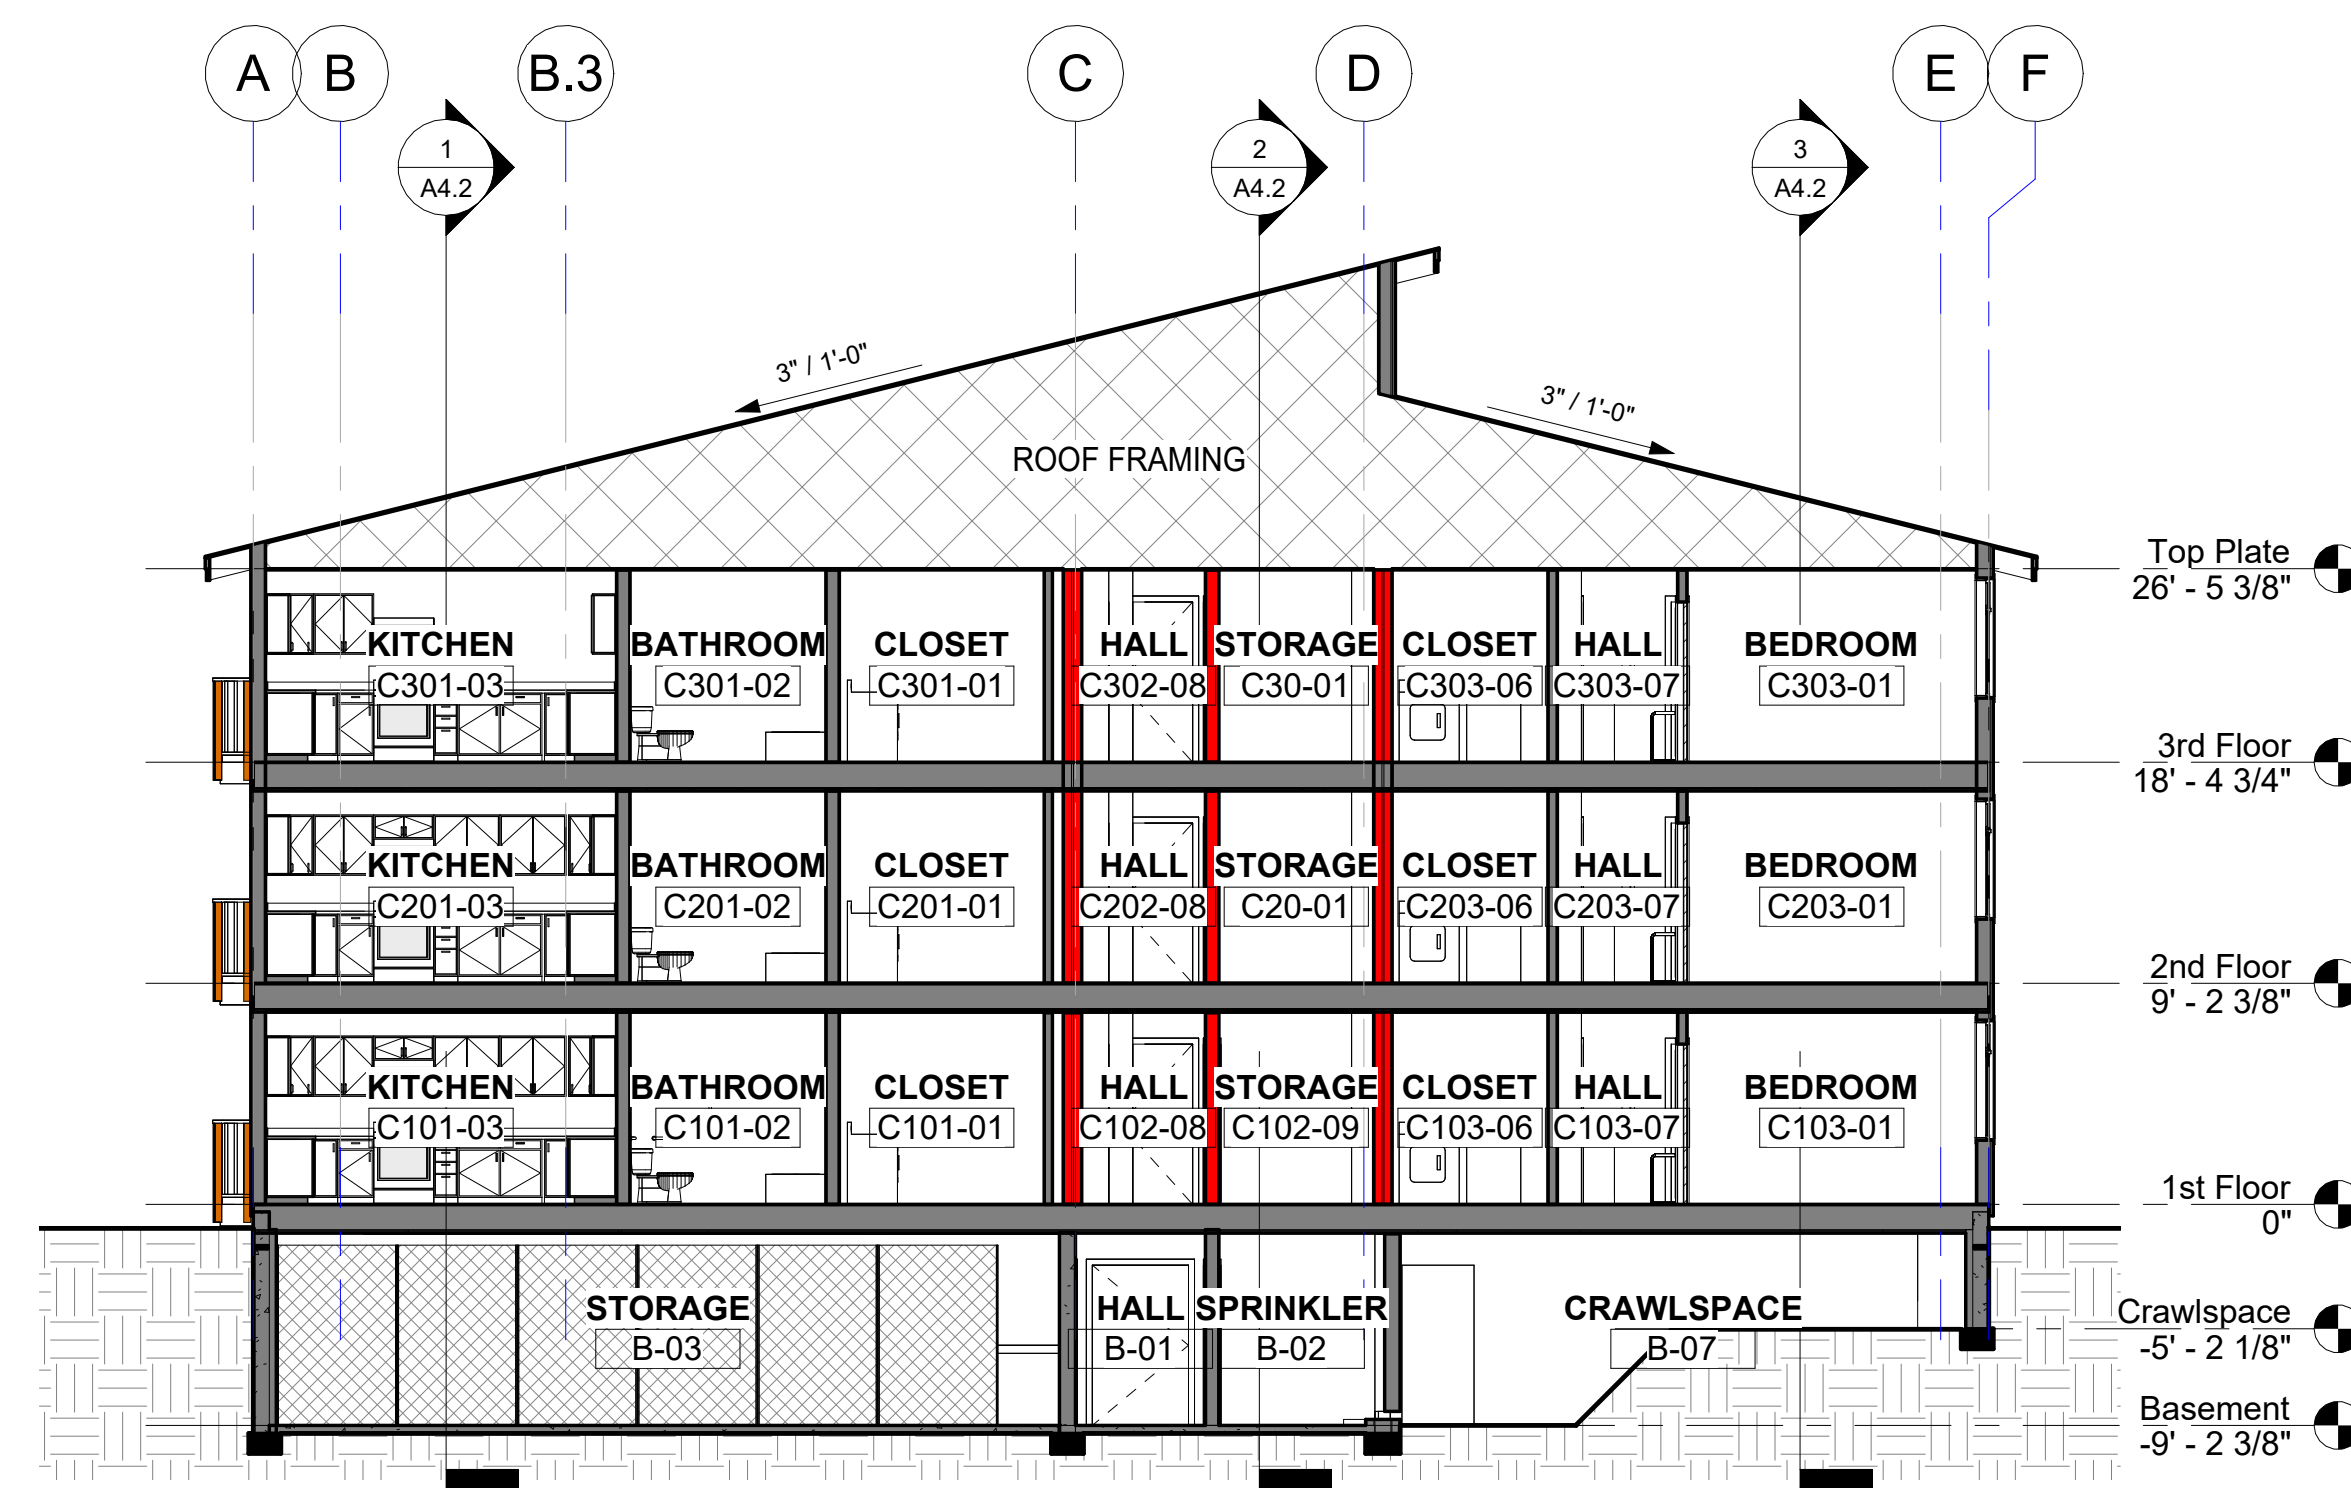 A B B.3 C D E F
1 2 3
A4.2 A4.2 A4.2
3" / 1'-0"
3" / 1'-0"
ROOF FRAMING
Top Plate
26' - 5 3/8"
KITCHEN BATHROOM CLOSET HALL STORAGE CLOSET HALL BEDROOM
C301-03 C301-02 C301-01 C302-08 C30-01 C303-06 C303-07 C303-01
3rd Floor
18' - 4 3/4"
KITCHEN BATHROOM CLOSET HALL STORAGE CLOSET HALL BEDROOM
C201-03 C201-02 C201-01 C202-08 C20-01 C203-06 C203-07 C203-01
2nd Floor
9' - 2 3/8"
KITCHEN BATHROOM CLOSET HALL STORAGE CLOSET HALL BEDROOM
C101-03 C101-02 C101-01 C102-08 C102-09 C103-06 C103-07 C103-01
1st Floor
0"
STORAGE HALL SPRINKLER CRAWLSPACE
B-03 B-01 B-02 B-07
Crawlspace
-5' - 2 1/8"
Basement
-9' - 2 3/8"